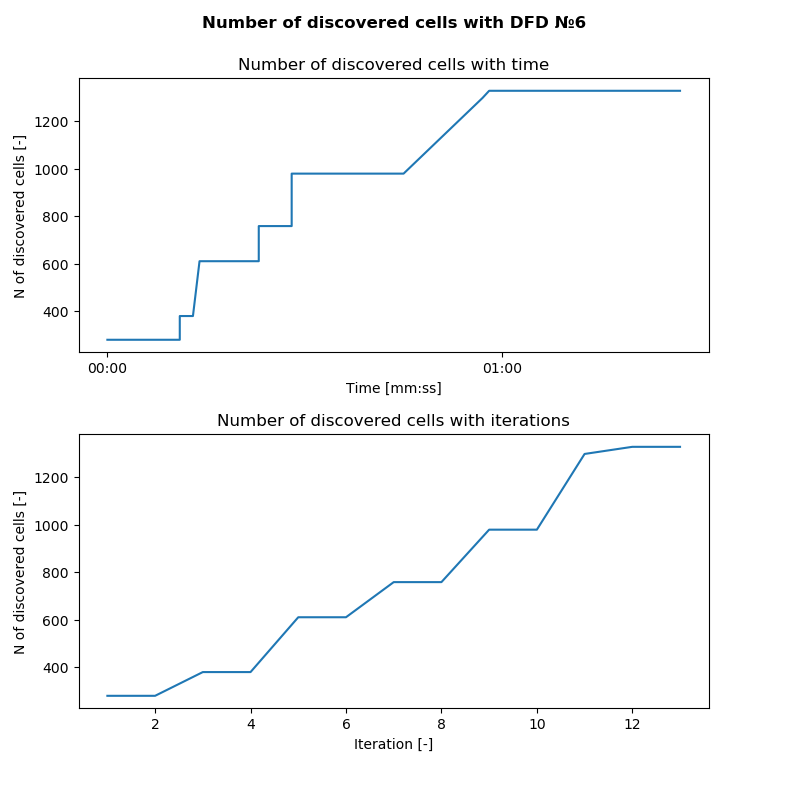 Number of discovered cells with DFD №6
Number of discovered cells with time
N of discovered cells [-]
1200
1000
800
600
400
00:00 01:00
Time [mm:ss]
Number of discovered cells with iterations
N of discovered cells [-]
1200
1000
800
600
400
2 4 6 8 10 12
Iteration [-]